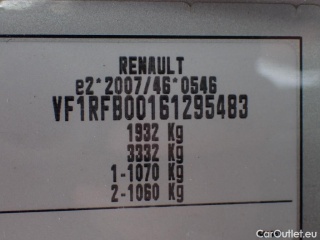 RENAULT
e2*2007/46*0546
VF1RFB00161295483
1932 Kg
3332 Kg
1-1070 Kg
2-1060 Kg
CarOutlet.eu